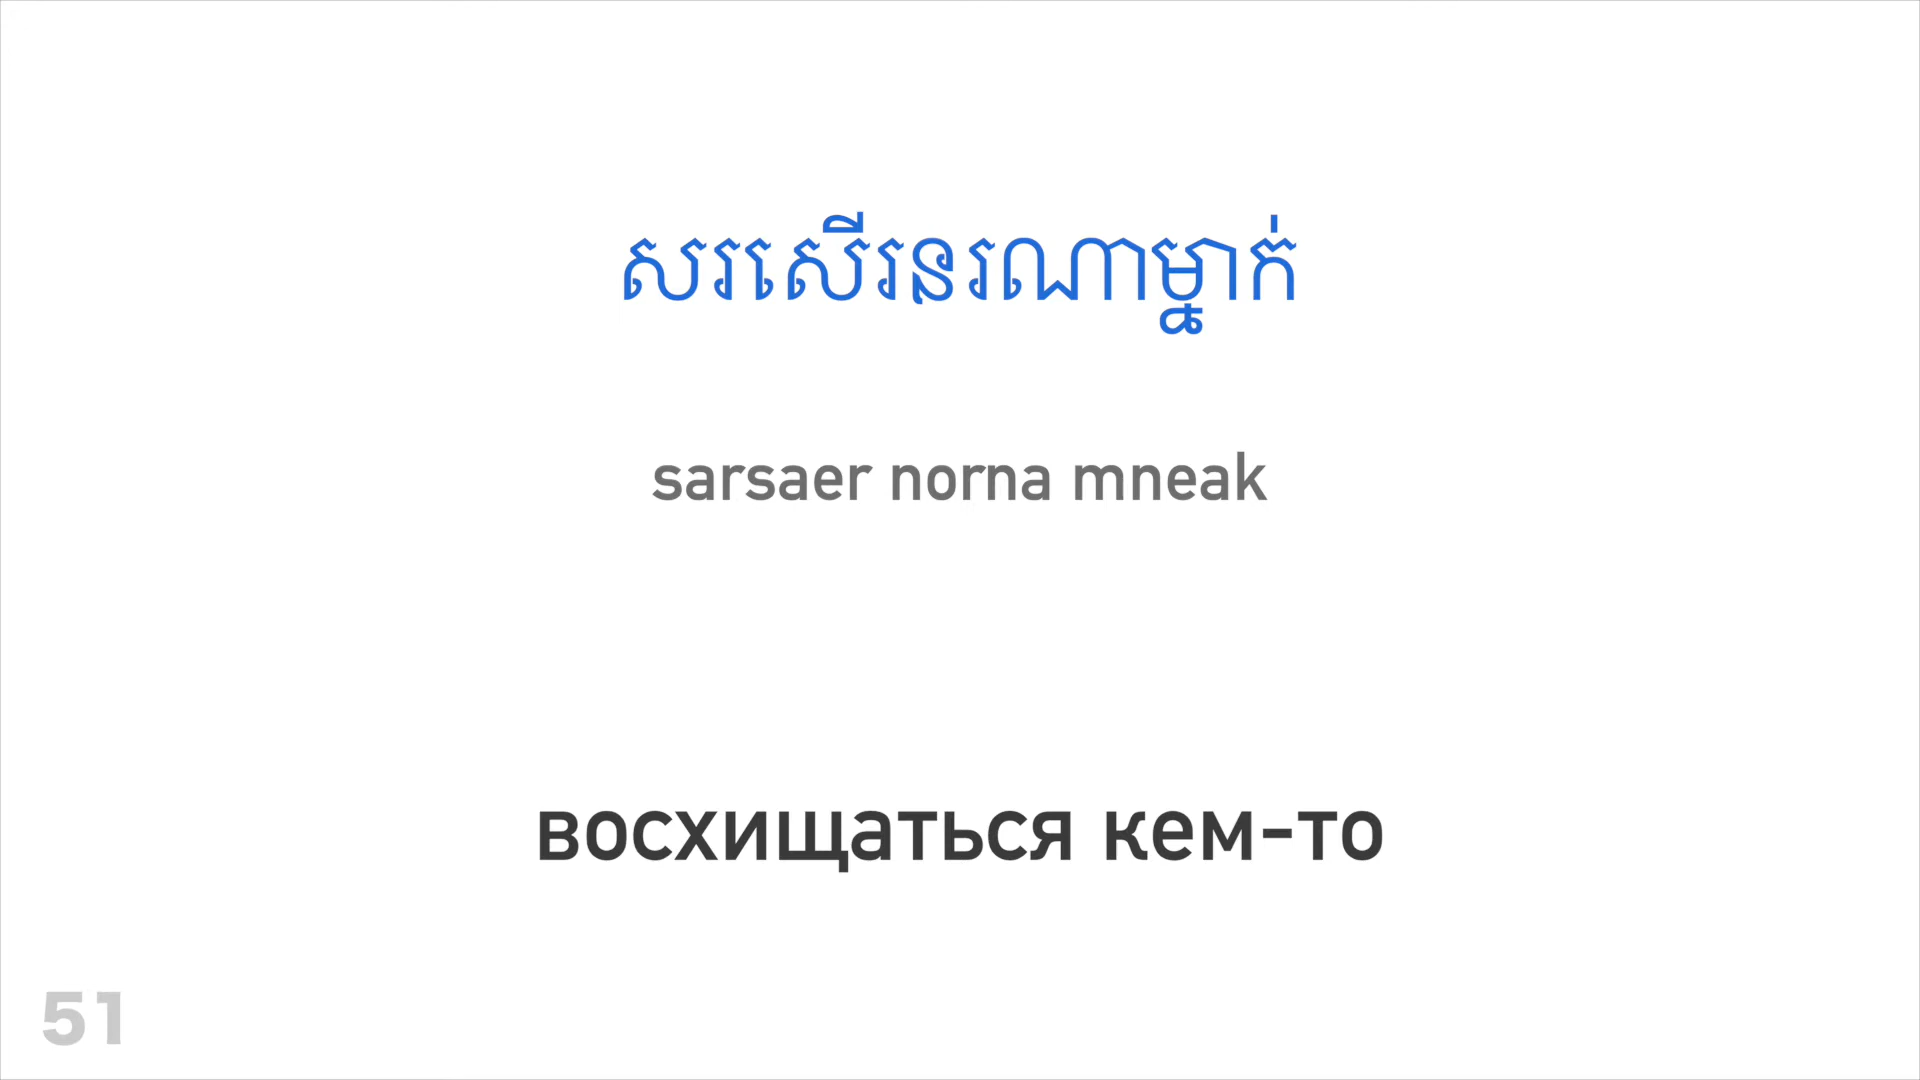 សរសើរនរណាម្នាក់
sarsaer norna mneak
восхищаться кем-то
51